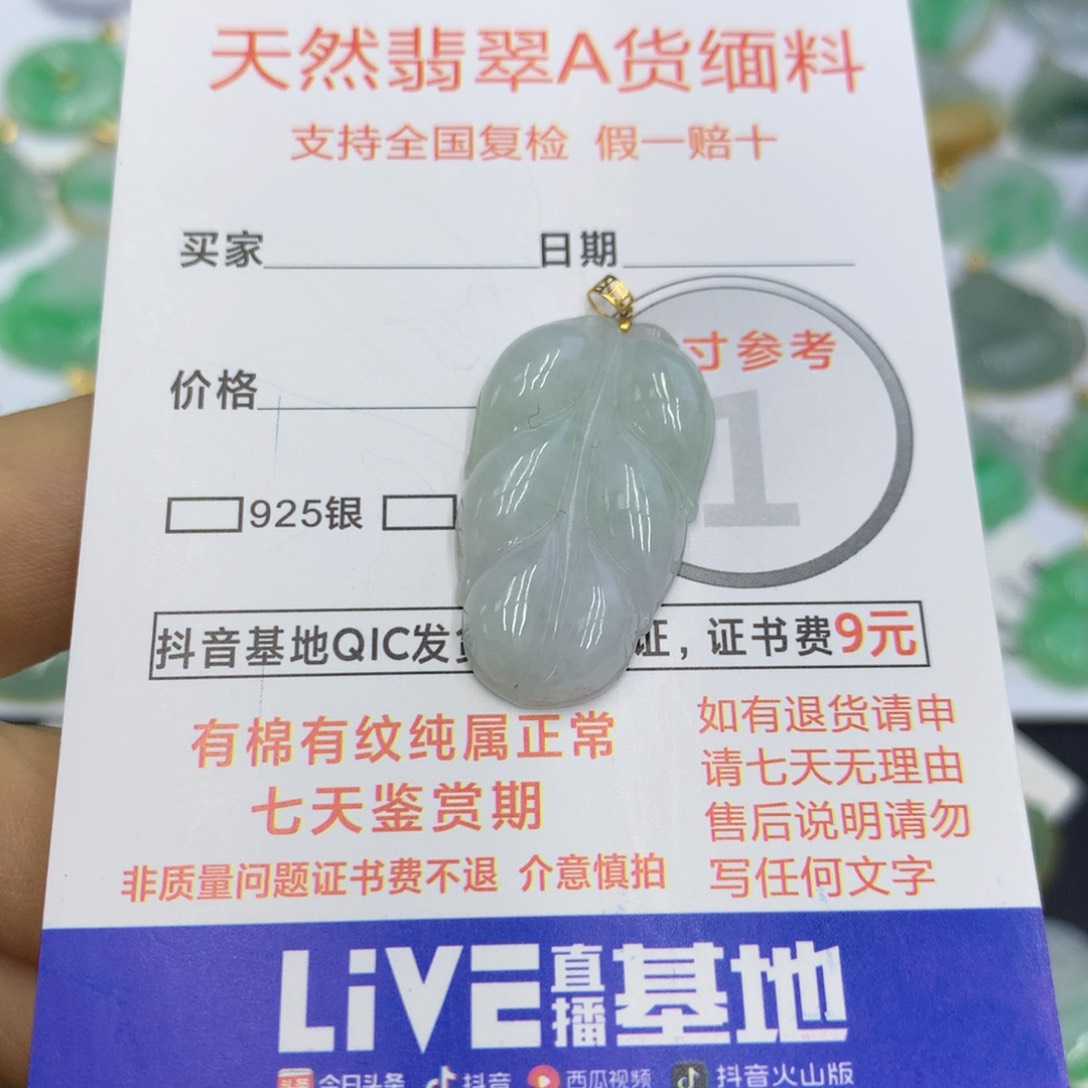 天然翡翠A货缅料
支持全国复检 假一赔十
买家 日期
寸参考
价格
1
925银
抖音基地QIC发 证，证书费9元
有棉有纹纯属正常
七天鉴赏期
非质量问题证书费不退 介意慎拍
如有退货请申
请七天无理由
售后说明请勿
写任何文字
LiVE直播基地
今日头条 抖音 西瓜视频 抖音火山版